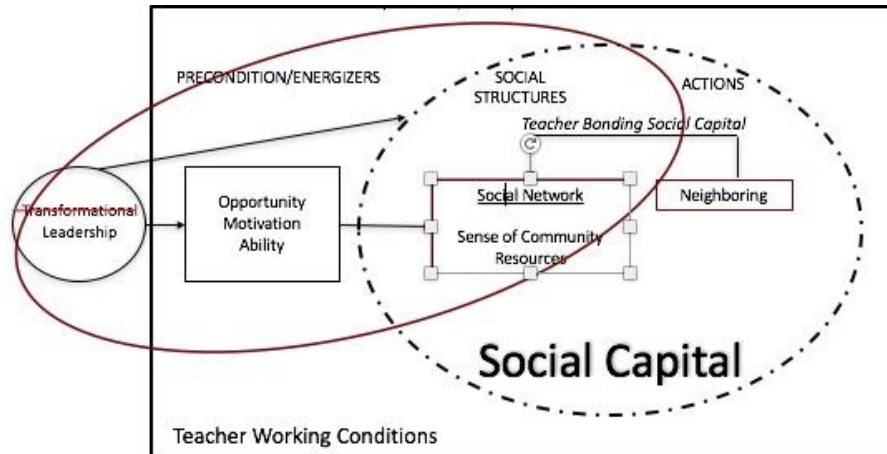 PRECONDITION/ENERGIZERS
SOCIAL
STRUCTURES
ACTIONS
Teacher Bonding Social Capital
Transformational
Leadership
Opportunity
Motivation
Ability
Social Network
Sense of Community
Resources
Neighboring
Social Capital
Teacher Working Conditions